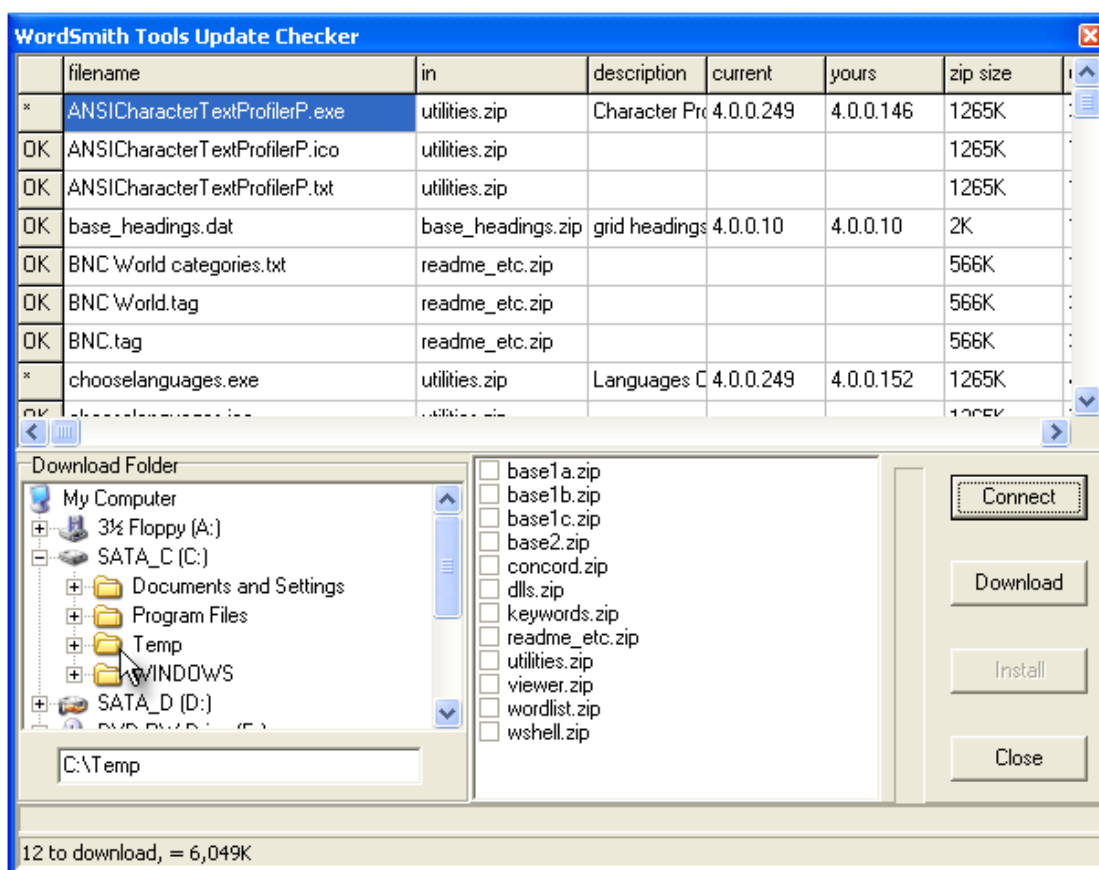 WordSmith Tools Update Checker
filename in description current yours zip size
* ANSICharacterTextProfilerP.exe utilities.zip Character Pro 4.0.0.249 4.0.0.146 1265K
OK ANSICharacterTextProfilerP.ico utilities.zip 1265K
OK ANSICharacterTextProfilerP.txt utilities.zip 1265K
OK base_headings.dat base_headings.zip grid headings 4.0.0.10 4.0.0.10 2K
OK BNC World categories.txt readme_etc.zip 566K
OK BNC World.tag readme_etc.zip 566K
OK BNC.tag readme_etc.zip 566K
* chooselanguages.exe utilities.zip Languages C 4.0.0.249 4.0.0.152 1265K
Download Folder
My Computer
3½ Floppy (A:)
SATA_C (C:)
Documents and Settings
Program Files
Temp
WINDOWS
SATA_D (D:)
C:\Temp
base1a.zip
base1b.zip
base1c.zip
base2.zip
concord.zip
dlls.zip
keywords.zip
readme_etc.zip
utilities.zip
viewer.zip
wordlist.zip
wshell.zip
Connect
Download
Install
Close
12 to download, = 6,049K